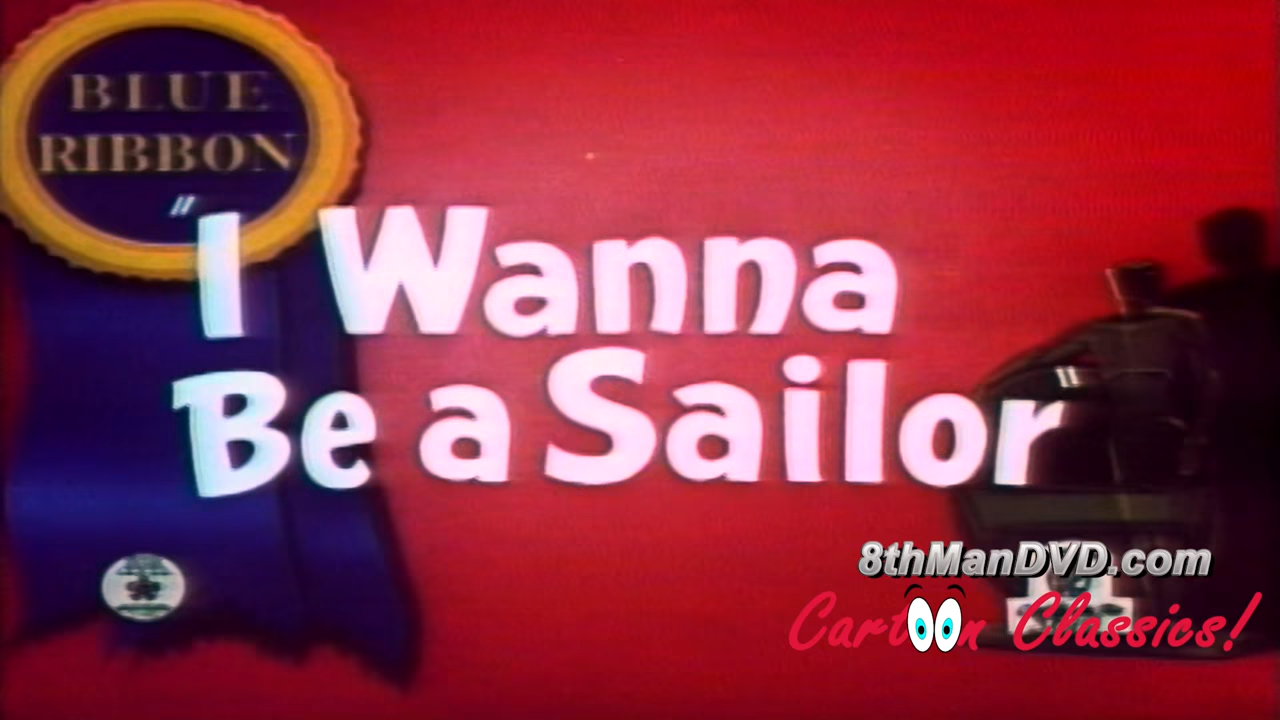 BLUE
RIBBON
"I Wanna
Be a Sailor"
8thManDVD.com
Cartoon Classics!